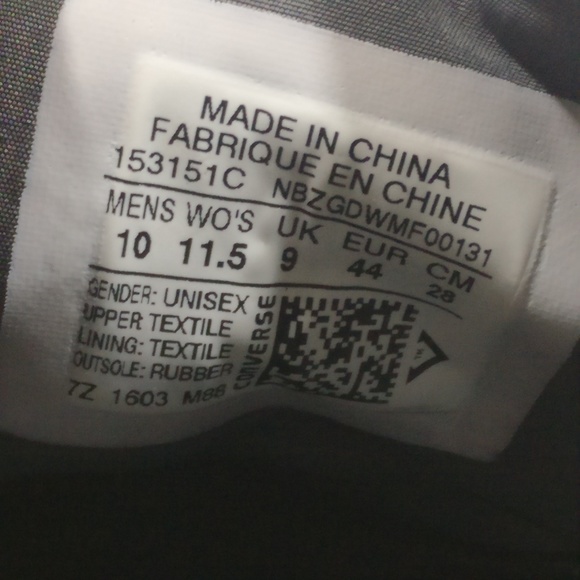 MADE IN CHINA
FABRIQUE EN CHINE
153151C NBZGDWMF00131
MENS WO'S UK EUR CM
10 11.5 9 44 28
GENDER: UNISEX
UPPER TEXTILE
LINING: TEXTILE
OUTSOLE: RUBBER
7Z 1603 M88
CONVERSE
TM